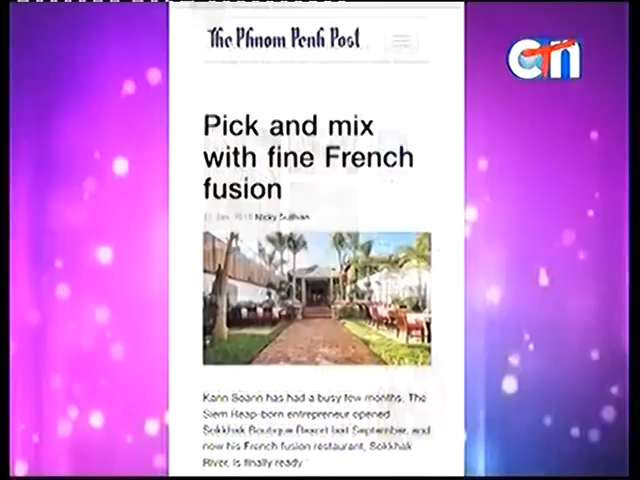 The Phnom Penh Post
CTN
Pick and mix
with fine French
fusion
Nicky Sullivan
Kann Soann has had a busy few months. The
Siem Reap-born entrepreneur opened
Sokkhak Boutique Resort last September, and
now his French fusion restaurant, Sokkhak
River, is finally ready.